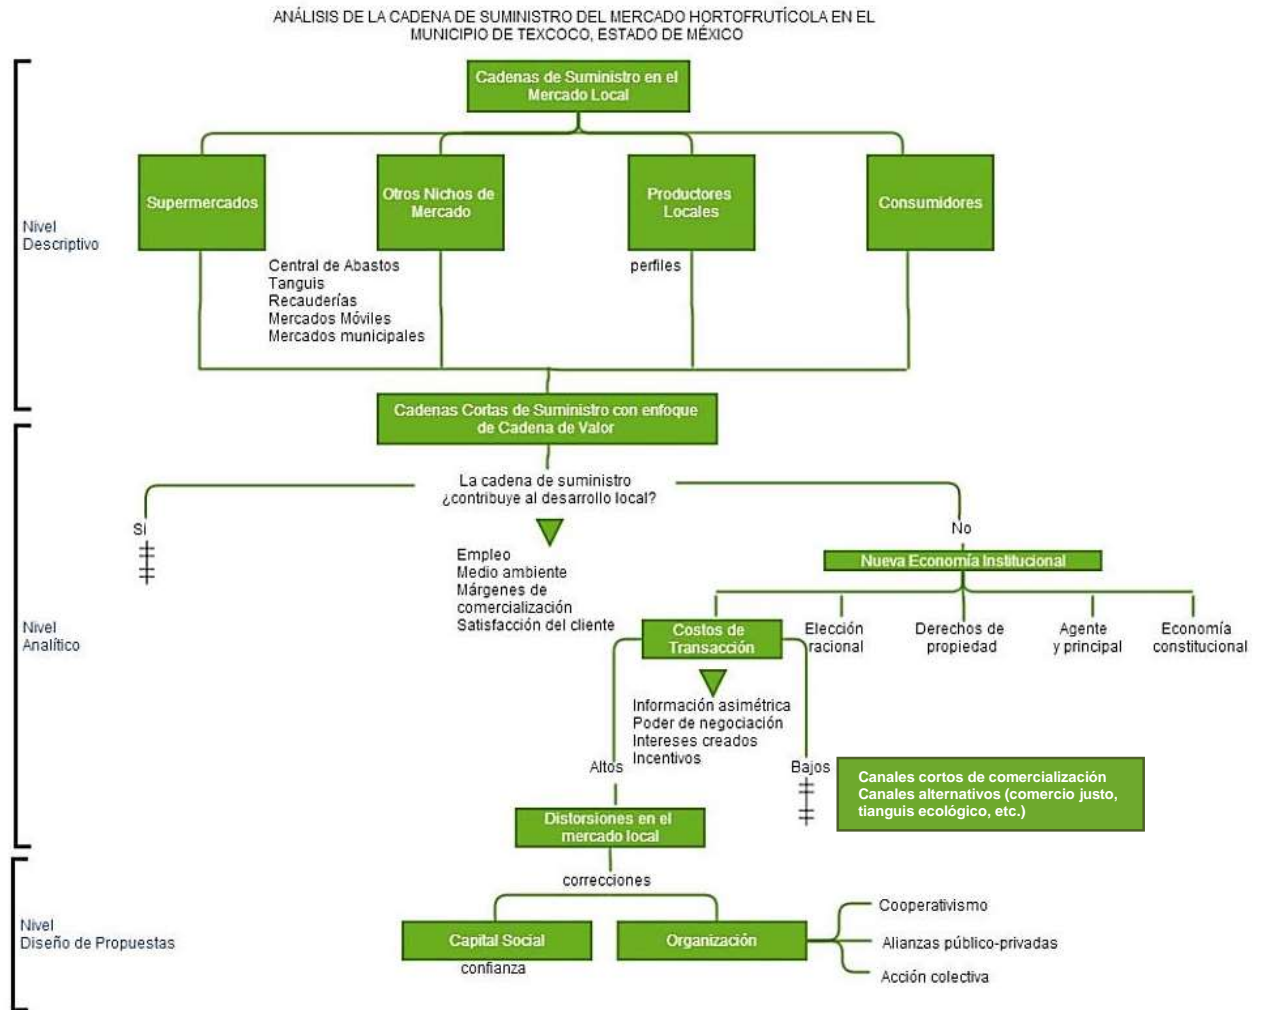 ANÁLISIS DE LA CADENA DE SUMINISTRO DEL MERCADO HORTOFRUTÍCOLA EN EL
MUNICIPIO DE TEXCOCO, ESTADO DE MÉXICO
Cadenas de Suministro en el
Mercado Local
Nivel
Descriptivo
Supermercados
Otros Nichos de
Mercado
Productores
Locales
Consumidores
Central de Abastos
Tanguis
Recauderías
Mercados Móviles
Mercados municipales
perfiles
Cadenas Cortas de Suministro con enfoque
de Cadena de Valor
Nivel
Analítico
La cadena de suministro
¿contribuye al desarrollo local?
Sí
No
Empleo
Medio ambiente
Márgenes de
comercialización
Satisfacción del cliente
Nueva Economía Institucional
Costos de
Transacción
Elección
racional
Derechos de
propiedad
Agente
y principal
Economía
constitucional
Información asimétrica
Poder de negociación
Intereses creados
Incentivos
Altos
Bajos
Canales cortos de comercialización
Canales alternativos (comercio justo,
tianguis ecológico, etc.)
Distorsiones en el
mercado local
Nivel
Diseño de Propuestas
correcciones
Capital Social
confianza
Organización
Cooperativismo
Alianzas público-privadas
Acción colectiva